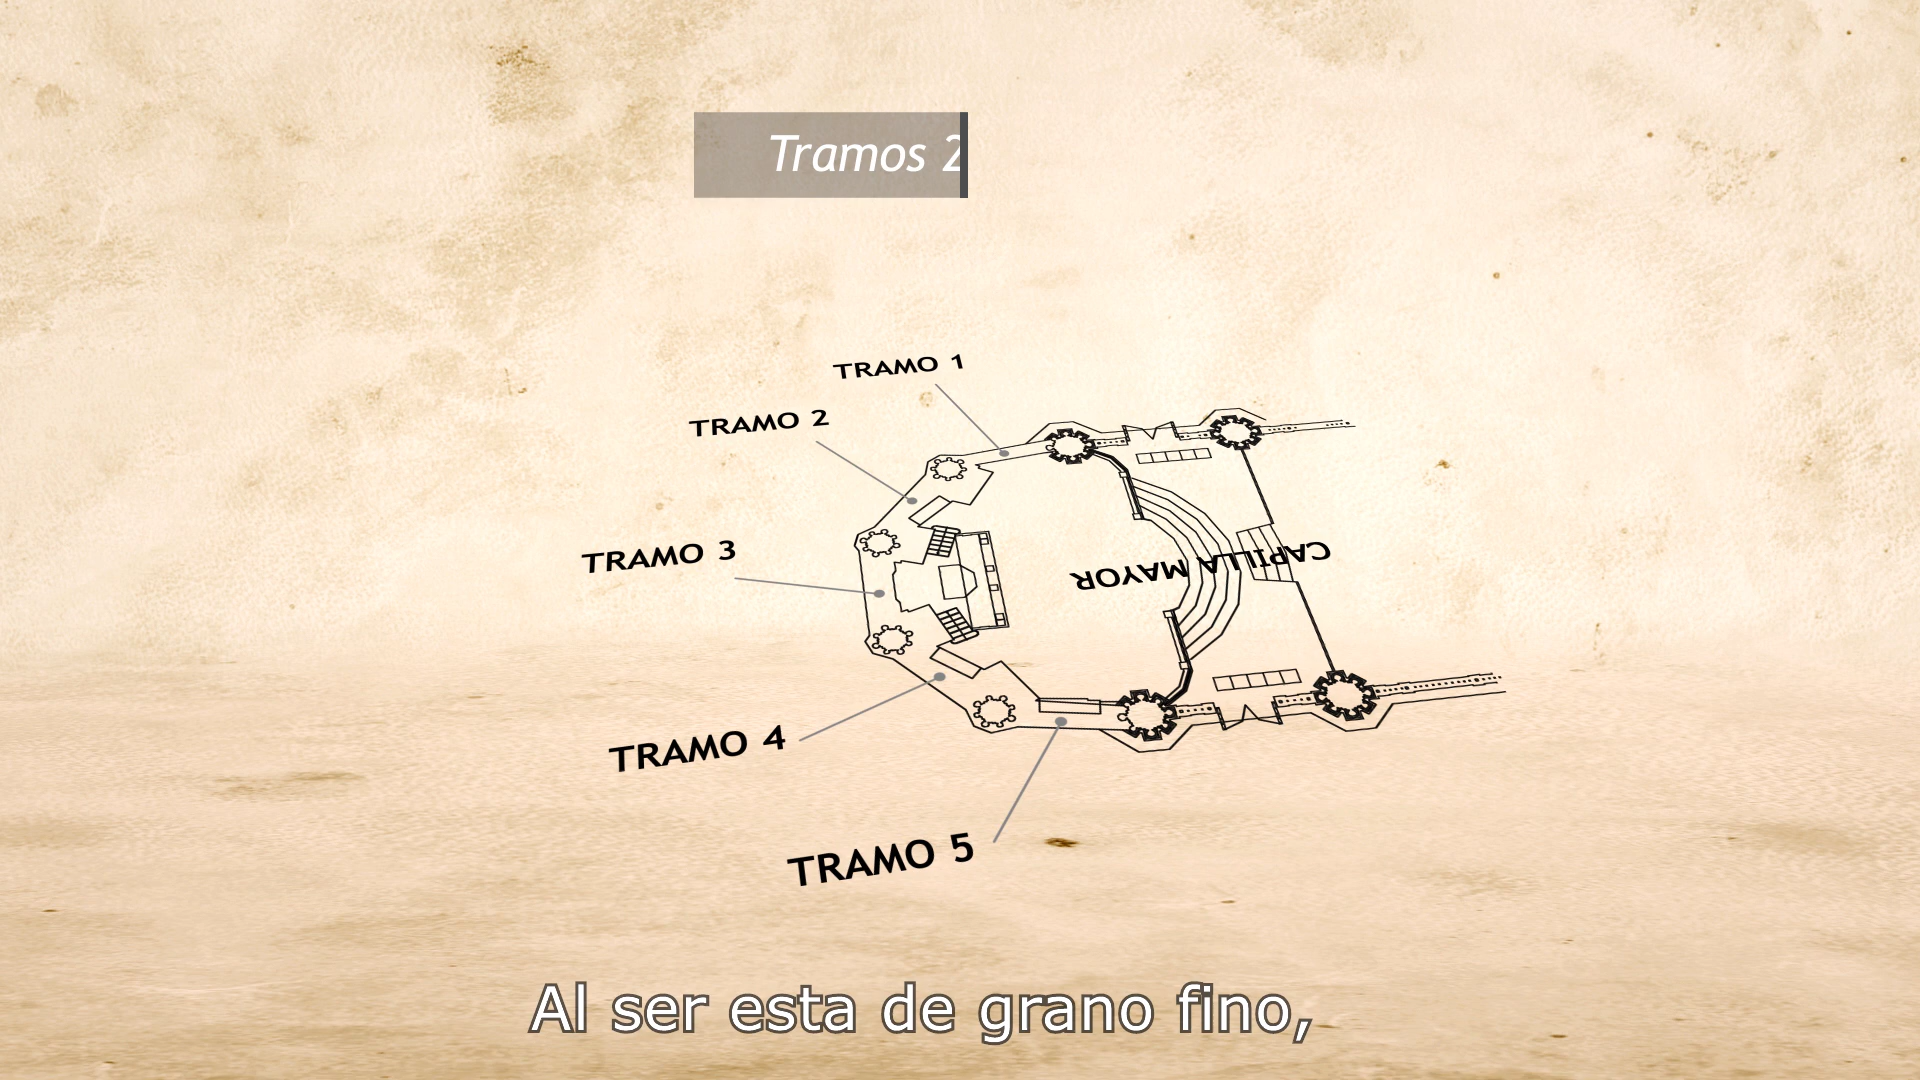 Tramos 2
TRAMO 1
TRAMO 2
TRAMO 3
CAPILLA MAYOR
TRAMO 4
TRAMO 5
Al ser esta de grano fino,